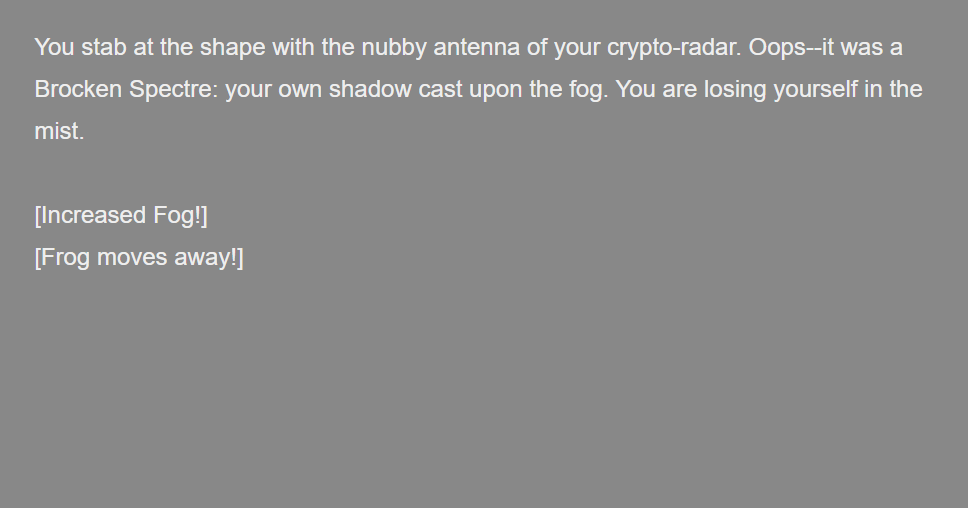 You stab at the shape with the nubby antenna of your crypto-radar. Oops--it was a
Brocken Spectre: your own shadow cast upon the fog. You are losing yourself in the
mist.
[Increased Fog!]
[Frog moves away!]